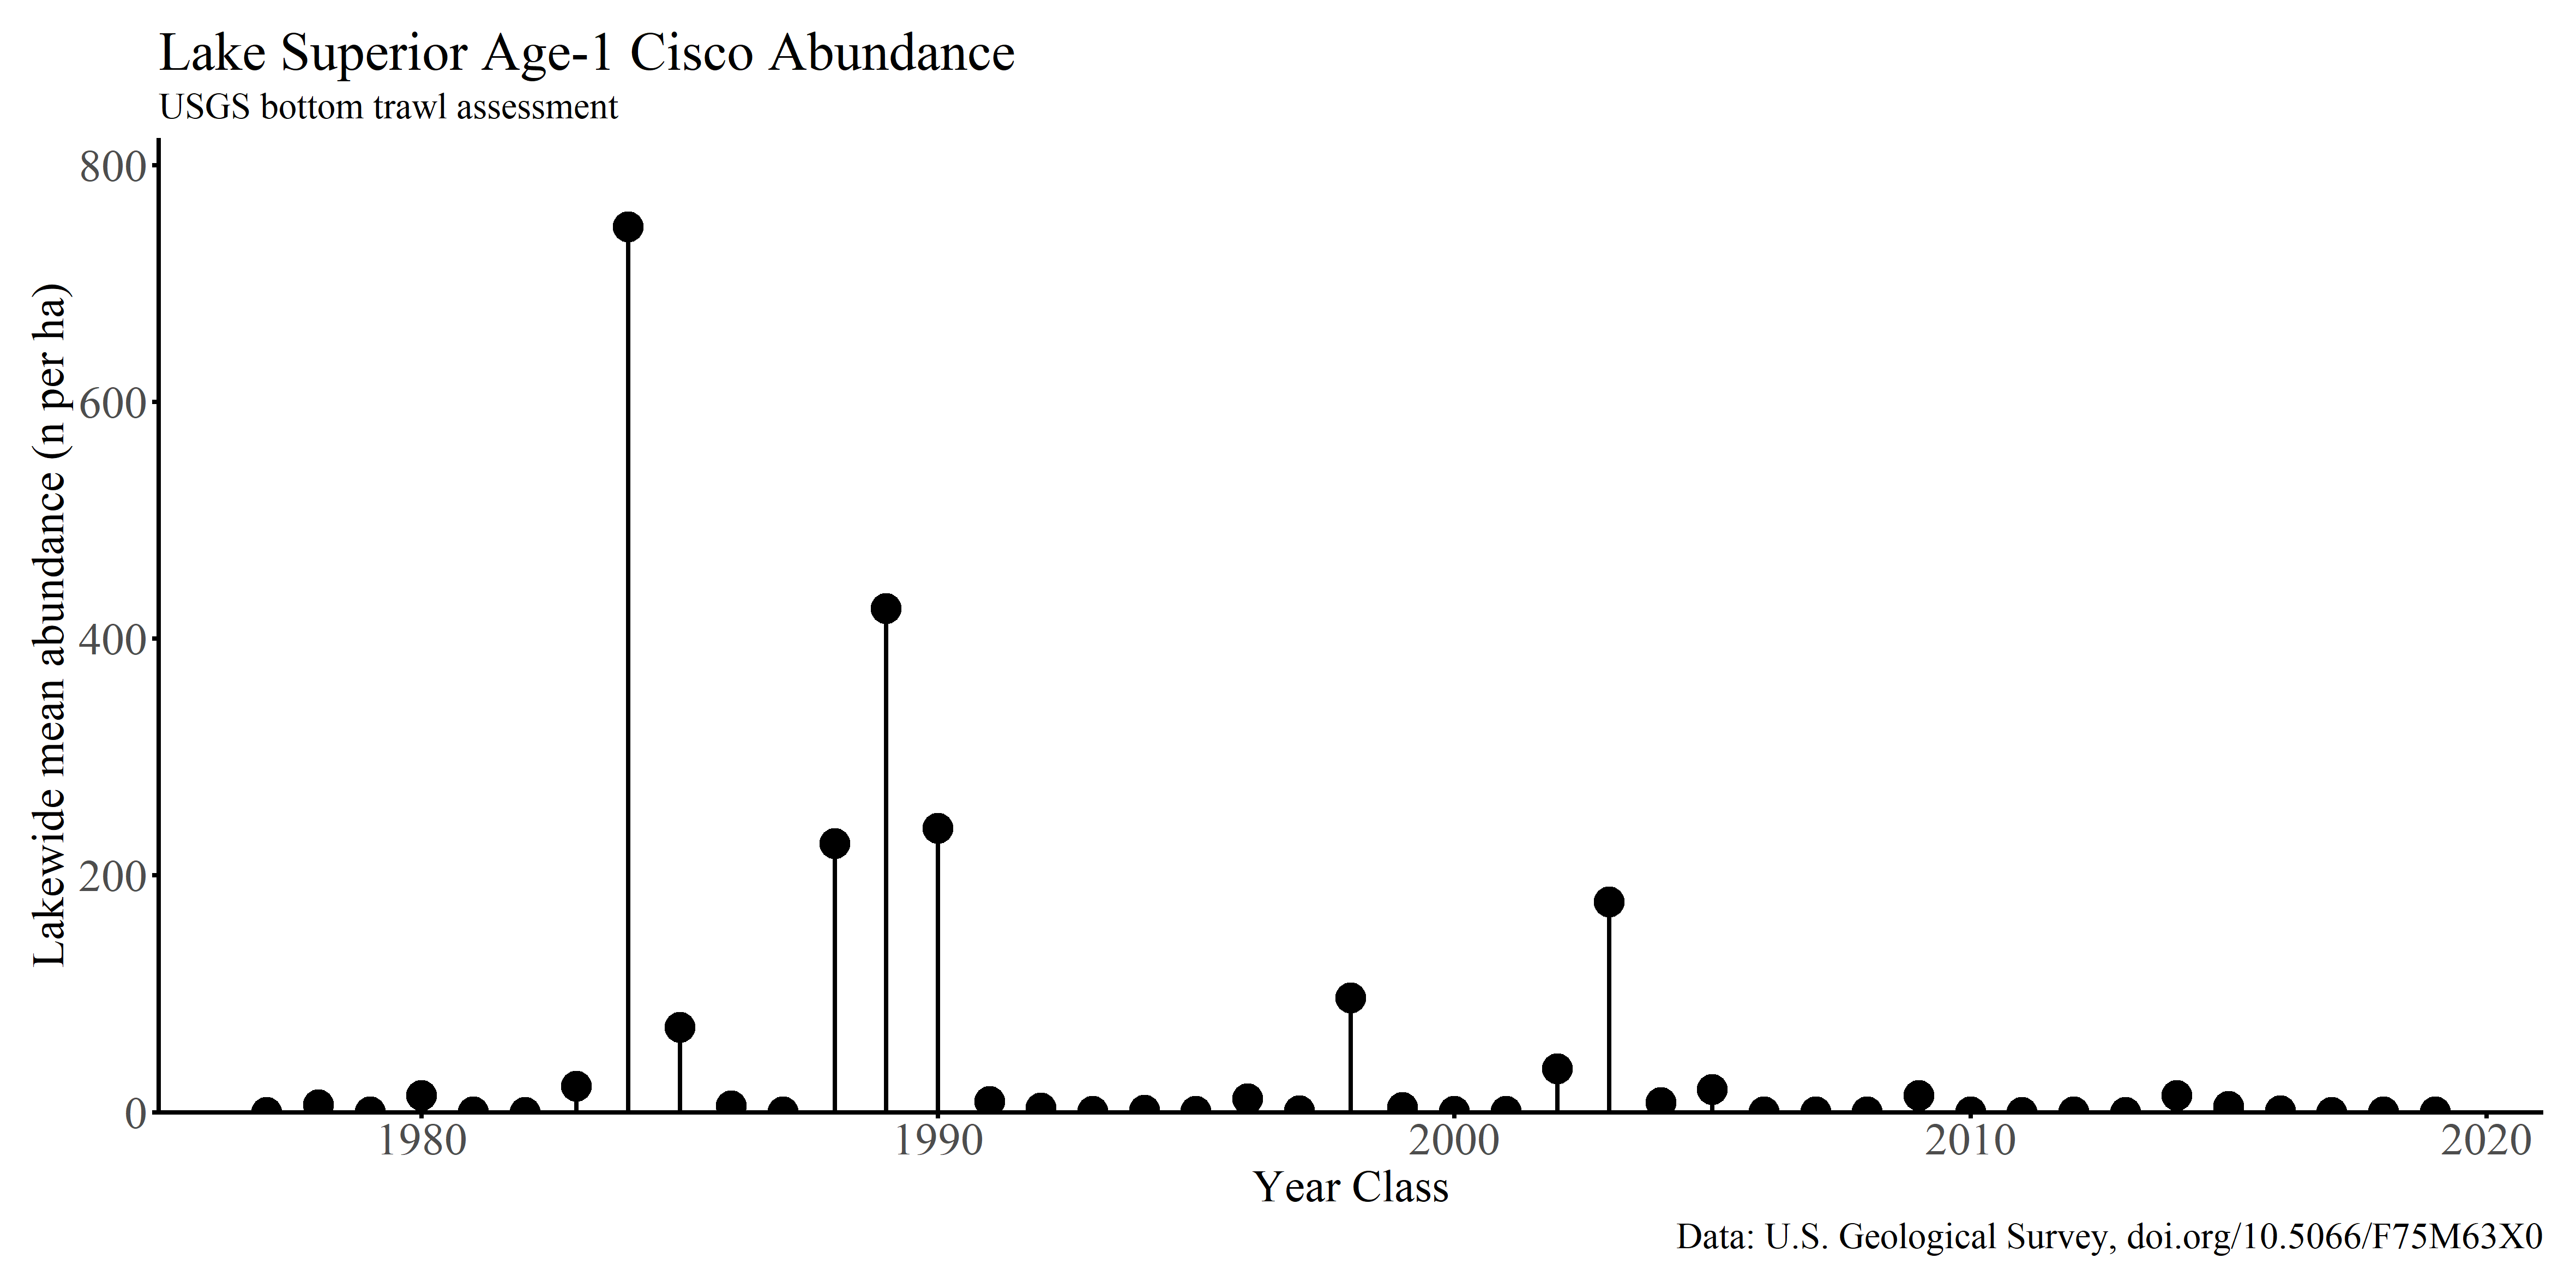 Lake Superior Age-1 Cisco Abundance
USGS bottom trawl assessment
Lakewide mean abundance (n per ha)
800
600
400
200
0
1980
1990
2000
2010
2020
Year Class
Data: U.S. Geological Survey, doi.org/10.5066/F75M63X0